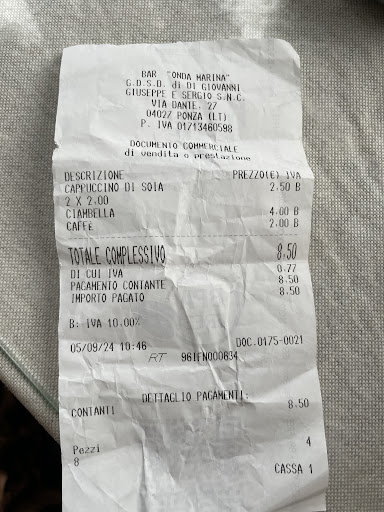 BAR "ONDA MARINA"
G.D.S.D. di DI GIOVANNI
GIUSEPPE E SERGIO S.N.C.
VIA DANTE, 27
04027 PONZA (LT)
P. IVA 01713460598
DOCUMENTO COMMERCIALE
di vendita o prestazione
DESCRIZIONE PREZZO(€) IVA
CAPPUCCINO DI SOIA 2,50 B
2 X 2,00
CIAMBELLA 4,00 B
CAFFE 2,00 B
TOTALE COMPLESSIVO 8,50
DI CUI IVA 0,77
PAGAMENTO CONTANTE 8,50
IMPORTO PAGATO 8,50
B: IVA 10,00%
05/09/24 10:46 DOC.0175-0021
RT 96IFN000634
DETTAGLIO PAGAMENTI:
CONTANTI 8,50
Pezzi 4
8 CASSA 1